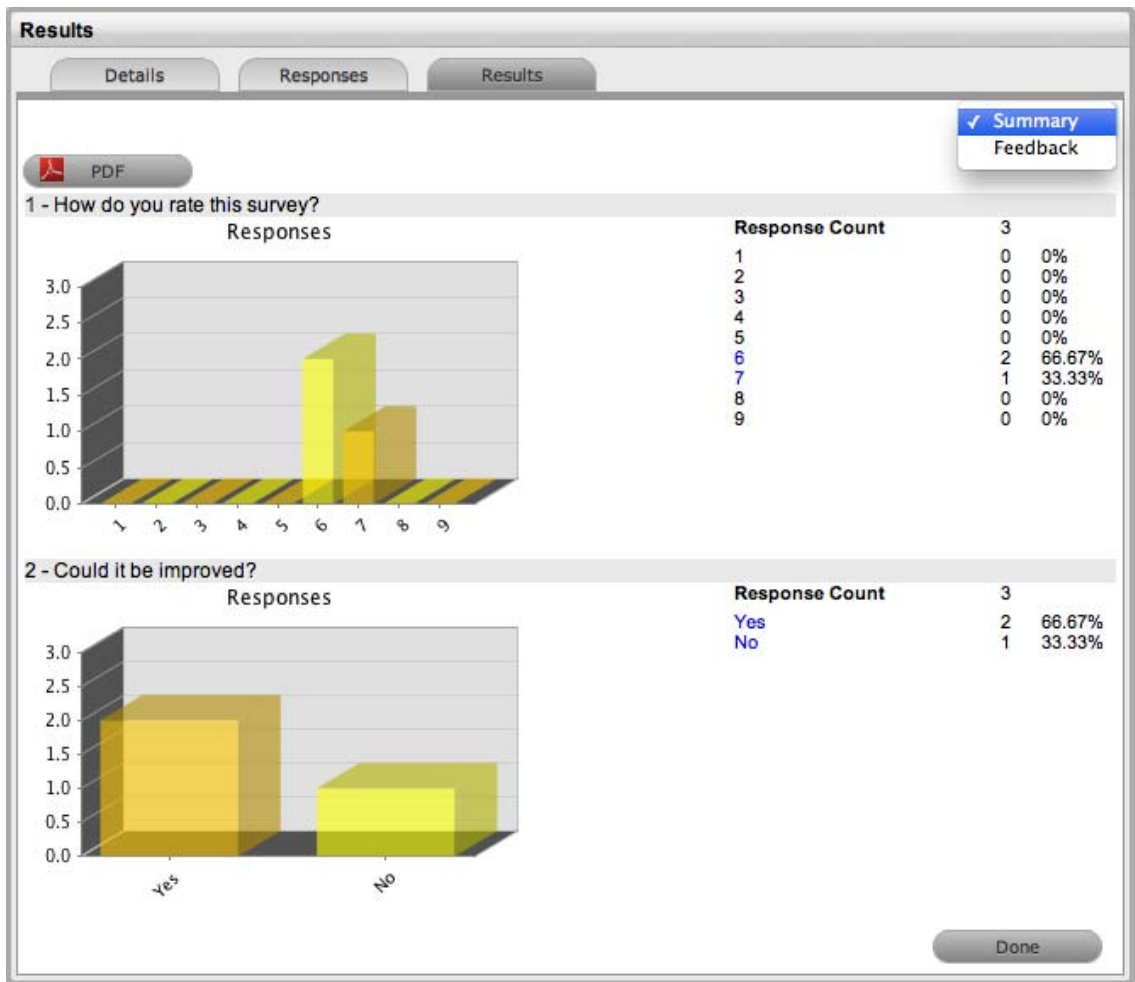 Results
Details Responses Results
✓ Summary
Feedback
PDF
1 - How do you rate this survey?
Responses
3.0
2.5
2.0
1.5
1.0
0.5
0.0
1 2 3 4 5 6 7 8 9
Response Count 3
1 0 0%
2 0 0%
3 0 0%
4 0 0%
5 0 0%
6 2 66.67%
7 1 33.33%
8 0 0%
9 0 0%
2 - Could it be improved?
Responses
3.0
2.5
2.0
1.5
1.0
0.5
0.0
Yes No
Response Count 3
Yes 2 66.67%
No 1 33.33%
Done